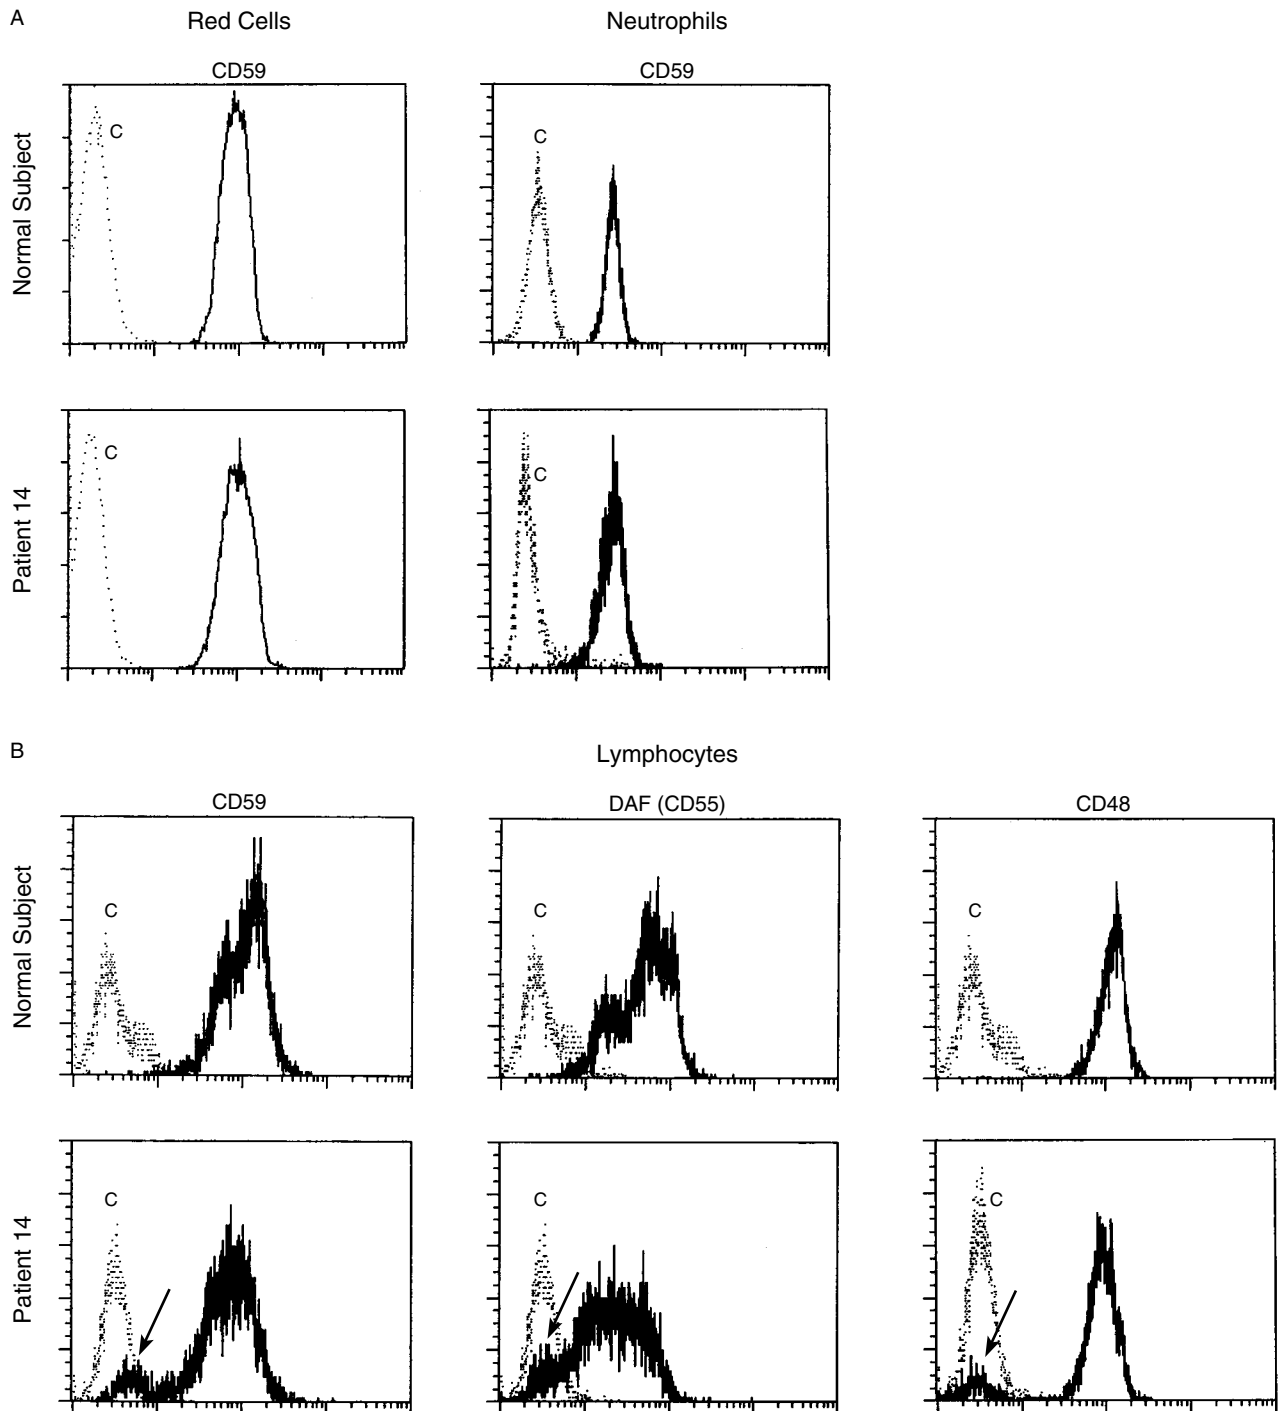 A
Red Cells
Neutrophils
CD59
CD59
Normal Subject
C
C
Patient 14
C
C
B
Lymphocytes
CD59
DAF (CD55)
CD48
Normal Subject
C
C
C
Patient 14
C
C
C